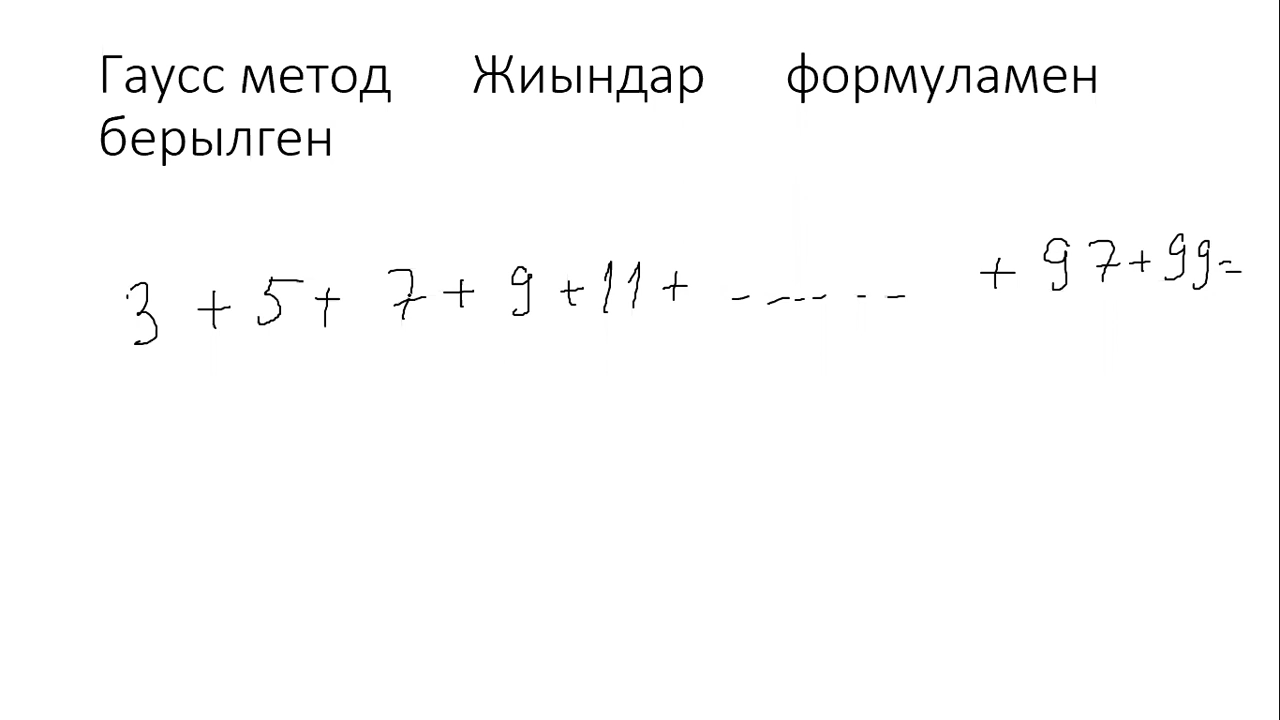 Гаусс метод Жиындар формуламен
берылген
3 + 5 + 7 + 9 + 11 + - - - - - - - + 97 + 99 =